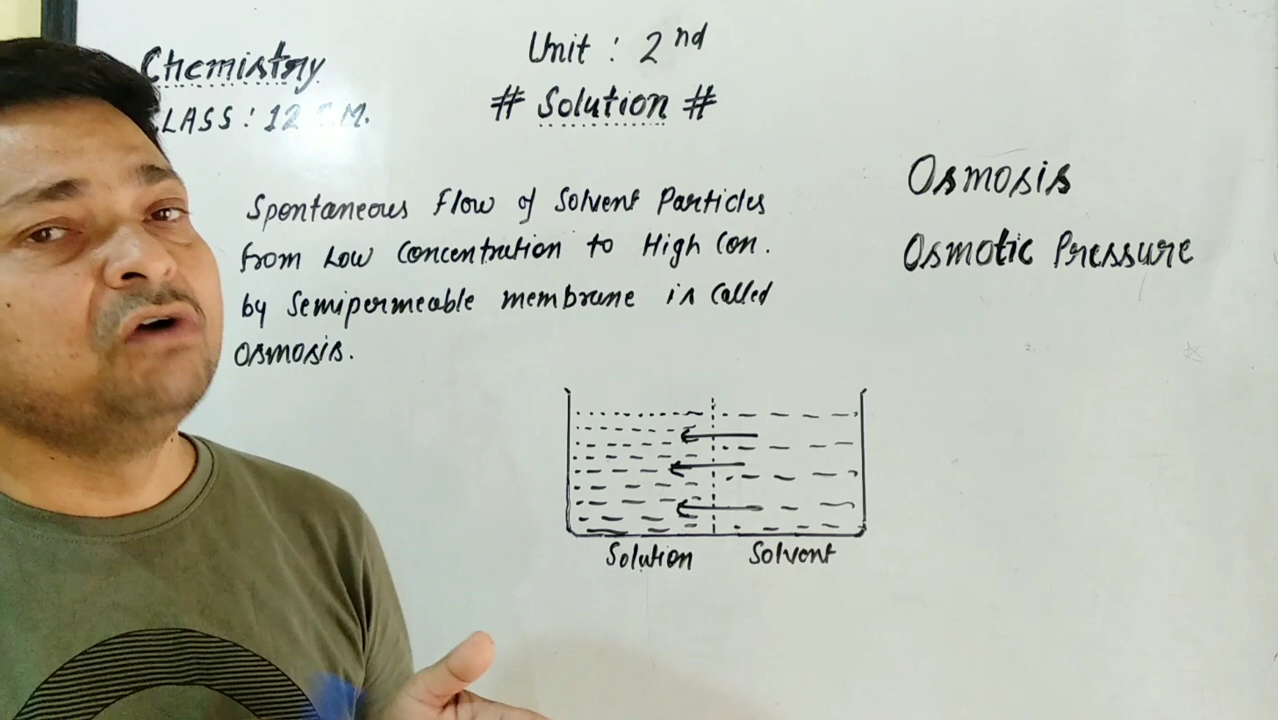 Chemistry
CLASS : 12 E.M.
Unit : 2nd
# Solution #
Spontaneous Flow of Solvent Particles
from Low Concentration to High Con.
by Semipermeable membrane is called
Osmosis.
Osmosis
Osmotic Pressure
Solution
Solvent